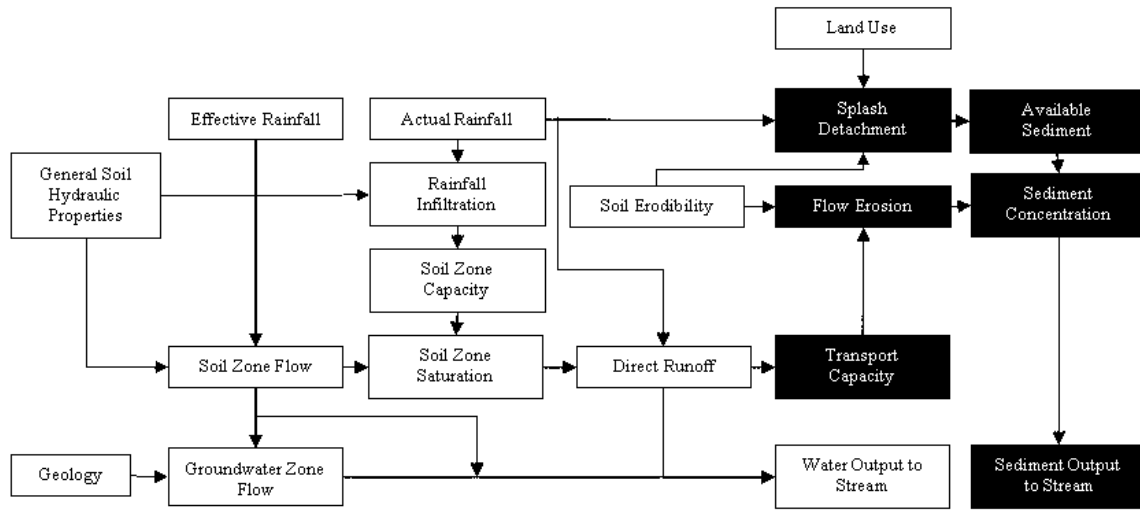 Land Use
Effective Rainfall
Actual Rainfall
Splash
Detachment
Available
Sediment
General Soil
Hydraulic
Properties
Rainfall
Infiltration
Soil Erodibility
Flow Erosion
Sediment
Concentration
Soil Zone
Capacity
Soil Zone Flow
Soil Zone
Saturation
Direct Runoff
Transport
Capacity
Geology
Groundwater Zone
Flow
Water Output to
Stream
Sediment Output
to Stream